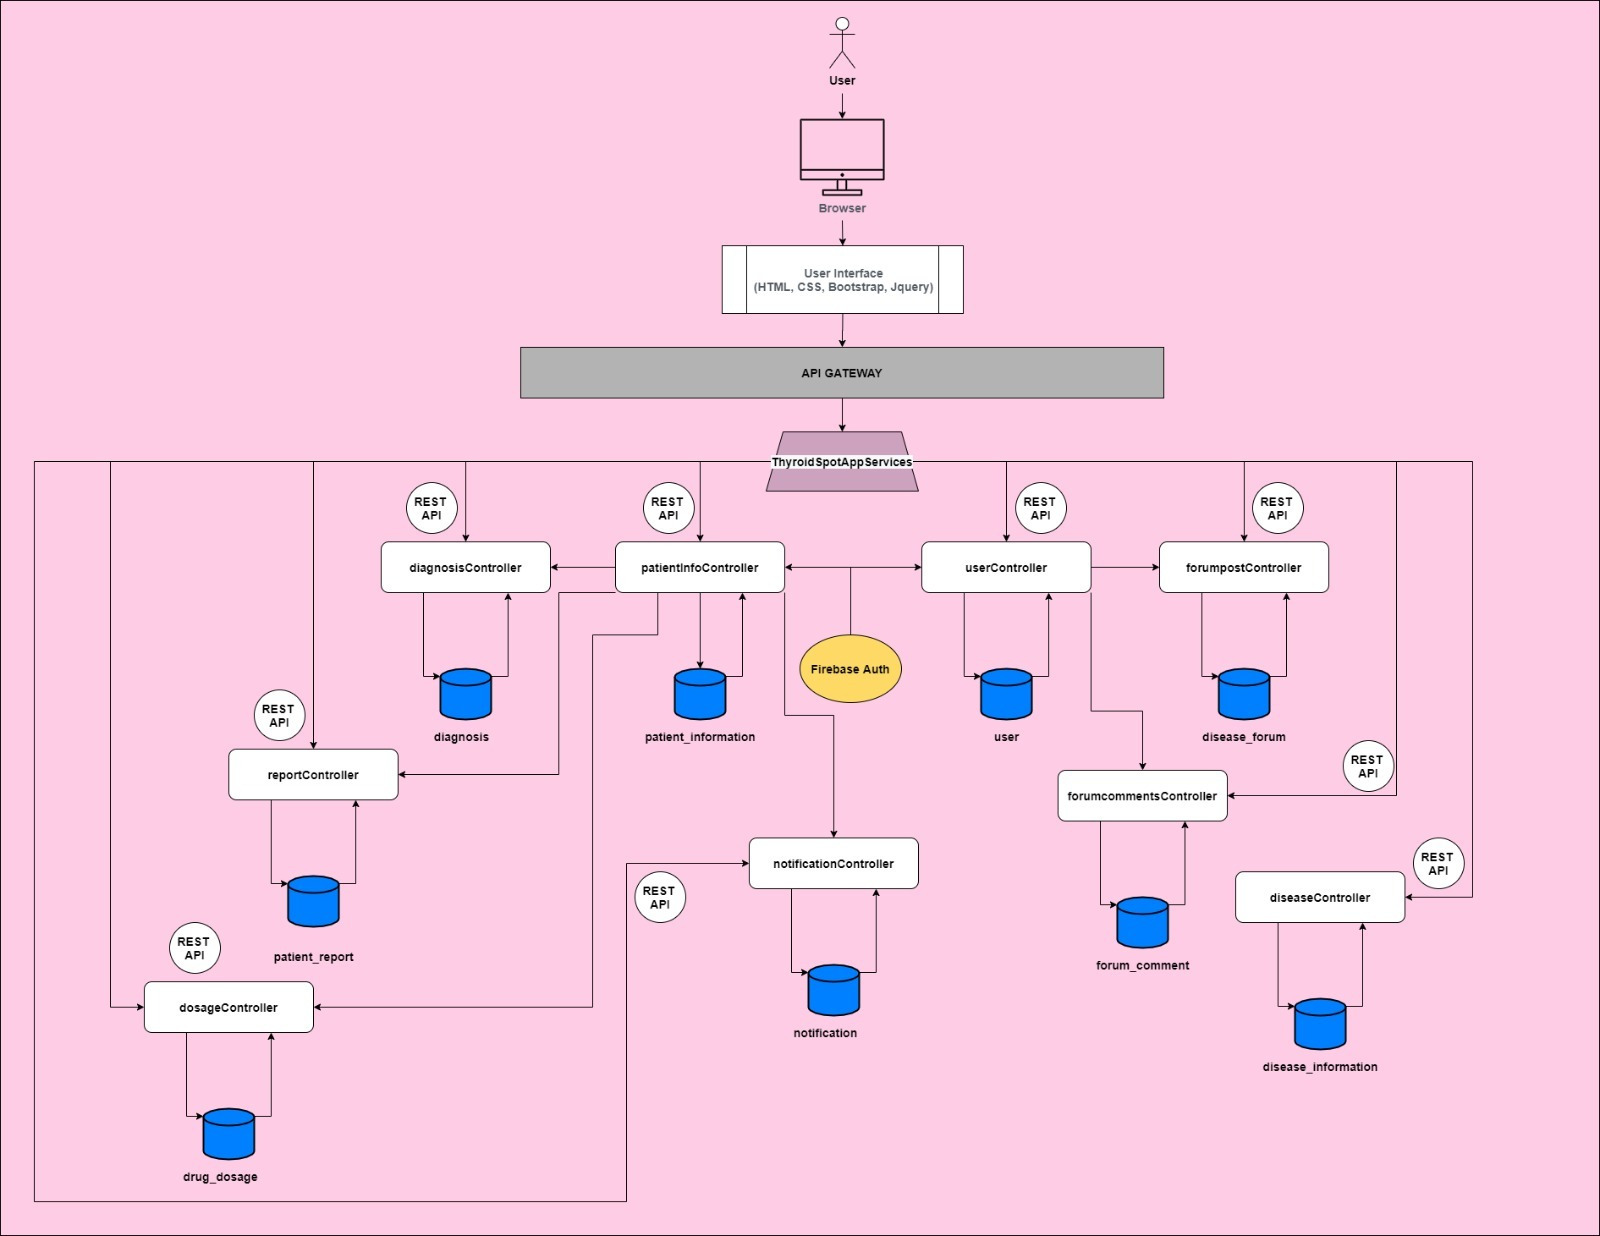 User
Browser
User Interface
(HTML, CSS, Bootstrap, Jquery)
API GATEWAY
ThyroidSpotAppServices
REST
API
REST
API
REST
API
REST
API
diagnosisController
patientInfoController
userController
forumpostController
Firebase Auth
diagnosis
patient_information
user
disease_forum
REST
API
reportController
REST
API
forumcommentsController
notificationController
REST
API
REST
API
diseaseController
patient_report
REST
API
forum_comment
dosageController
notification
disease_information
drug_dosage